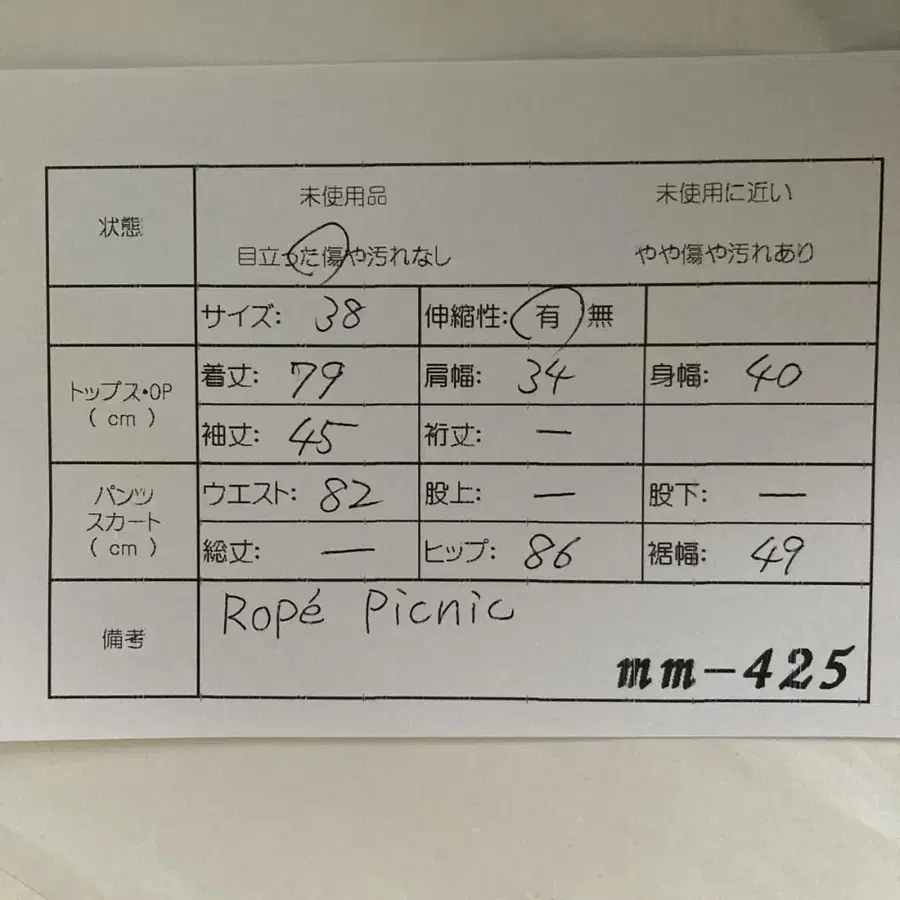 状態
未使用品 未使用に近い
目立った傷や汚れなし やや傷や汚れあり
サイズ: 38 伸縮性: 有 無
トップス・OP
( cm )
着丈: 79 肩幅: 34 身幅: 40
袖丈: 45 裄丈: —
パンツ
スカート
( cm )
ウエスト: 82 股上: — 股下: —
総丈: — ヒップ: 86 裾幅: 49
備考
Ropé Picnic
mm-425